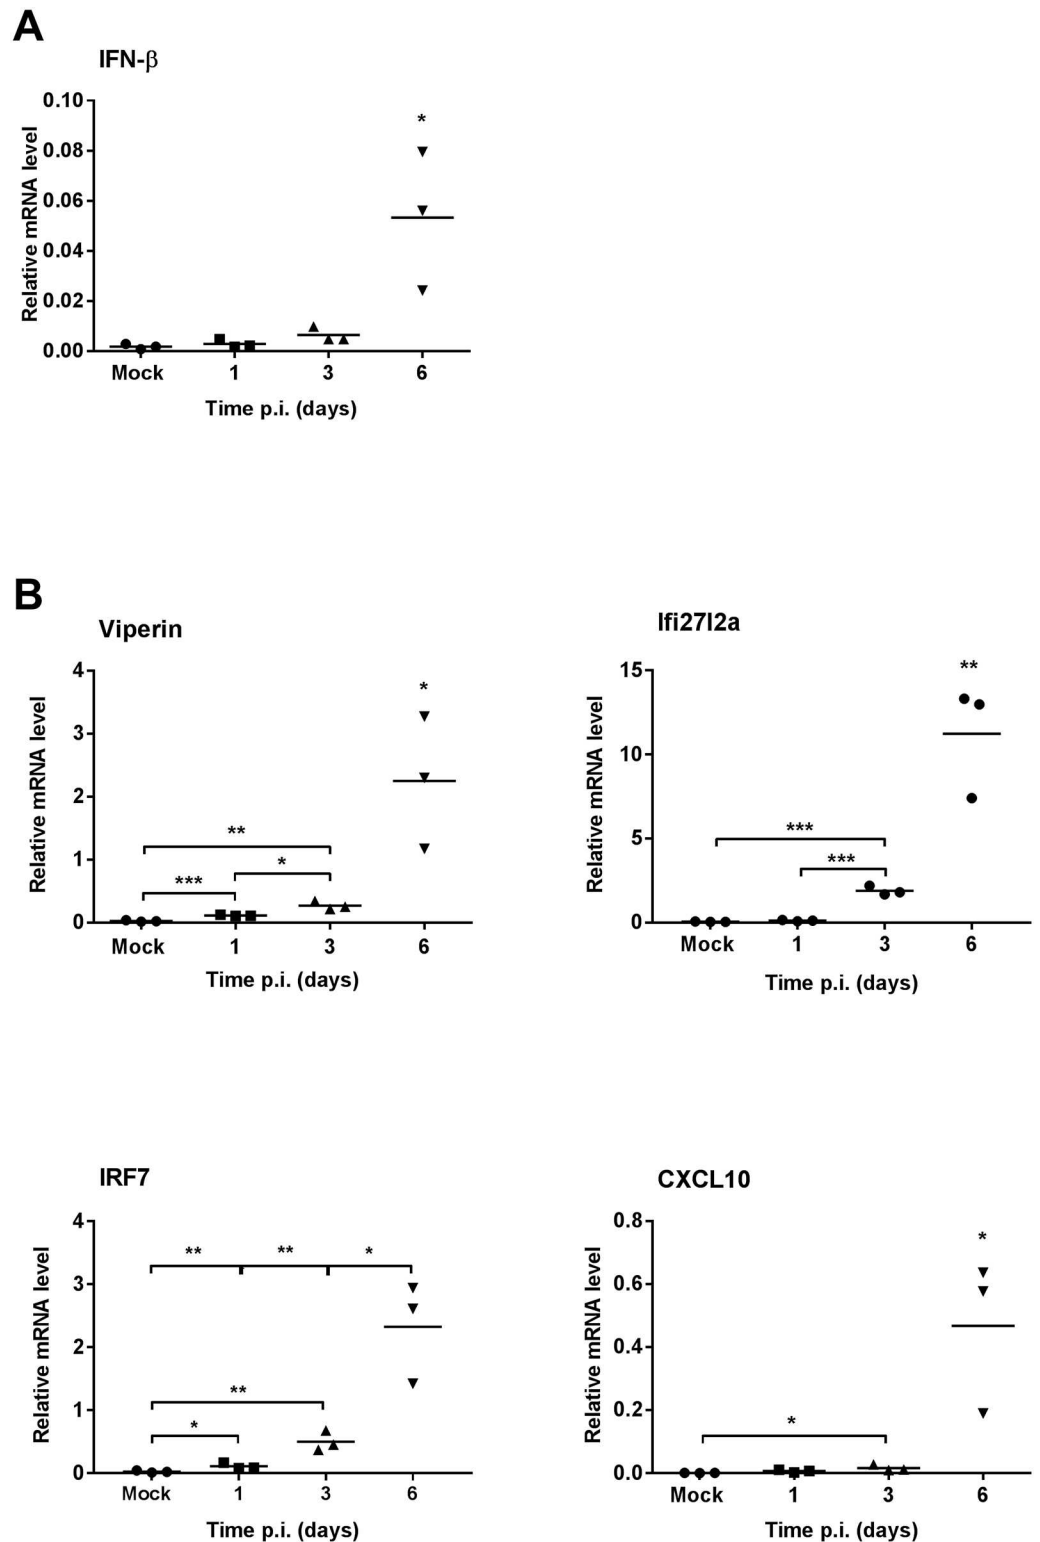 A
IFN-β
Relative mRNA level
0.10
0.08
0.06
0.04
0.02
0.00
*
Mock 1 3 6
Time p.i. (days)
B
Viperin
Relative mRNA level
4
3
2
1
0
*
**
*
***
Mock 1 3 6
Time p.i. (days)
Ifi27l2a
Relative mRNA level
15
10
5
0
**
***
***
Mock 1 3 6
Time p.i. (days)
IRF7
Relative mRNA level
4
3
2
1
0
** ** *
**
*
Mock 1 3 6
Time p.i. (days)
CXCL10
Relative mRNA level
0.8
0.6
0.4
0.2
0.0
*
*
Mock 1 3 6
Time p.i. (days)